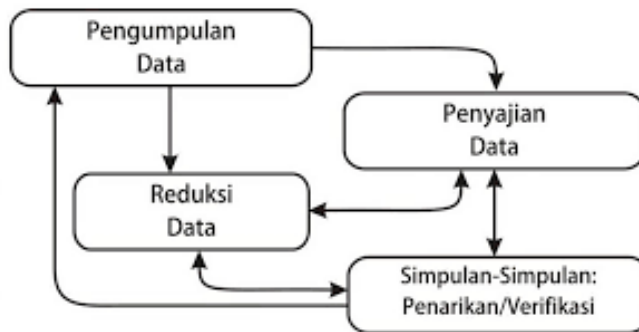 Pengumpulan
Data
Penyajian
Data
Reduksi
Data
Simpulan-Simpulan:
Penarikan/Verifikasi